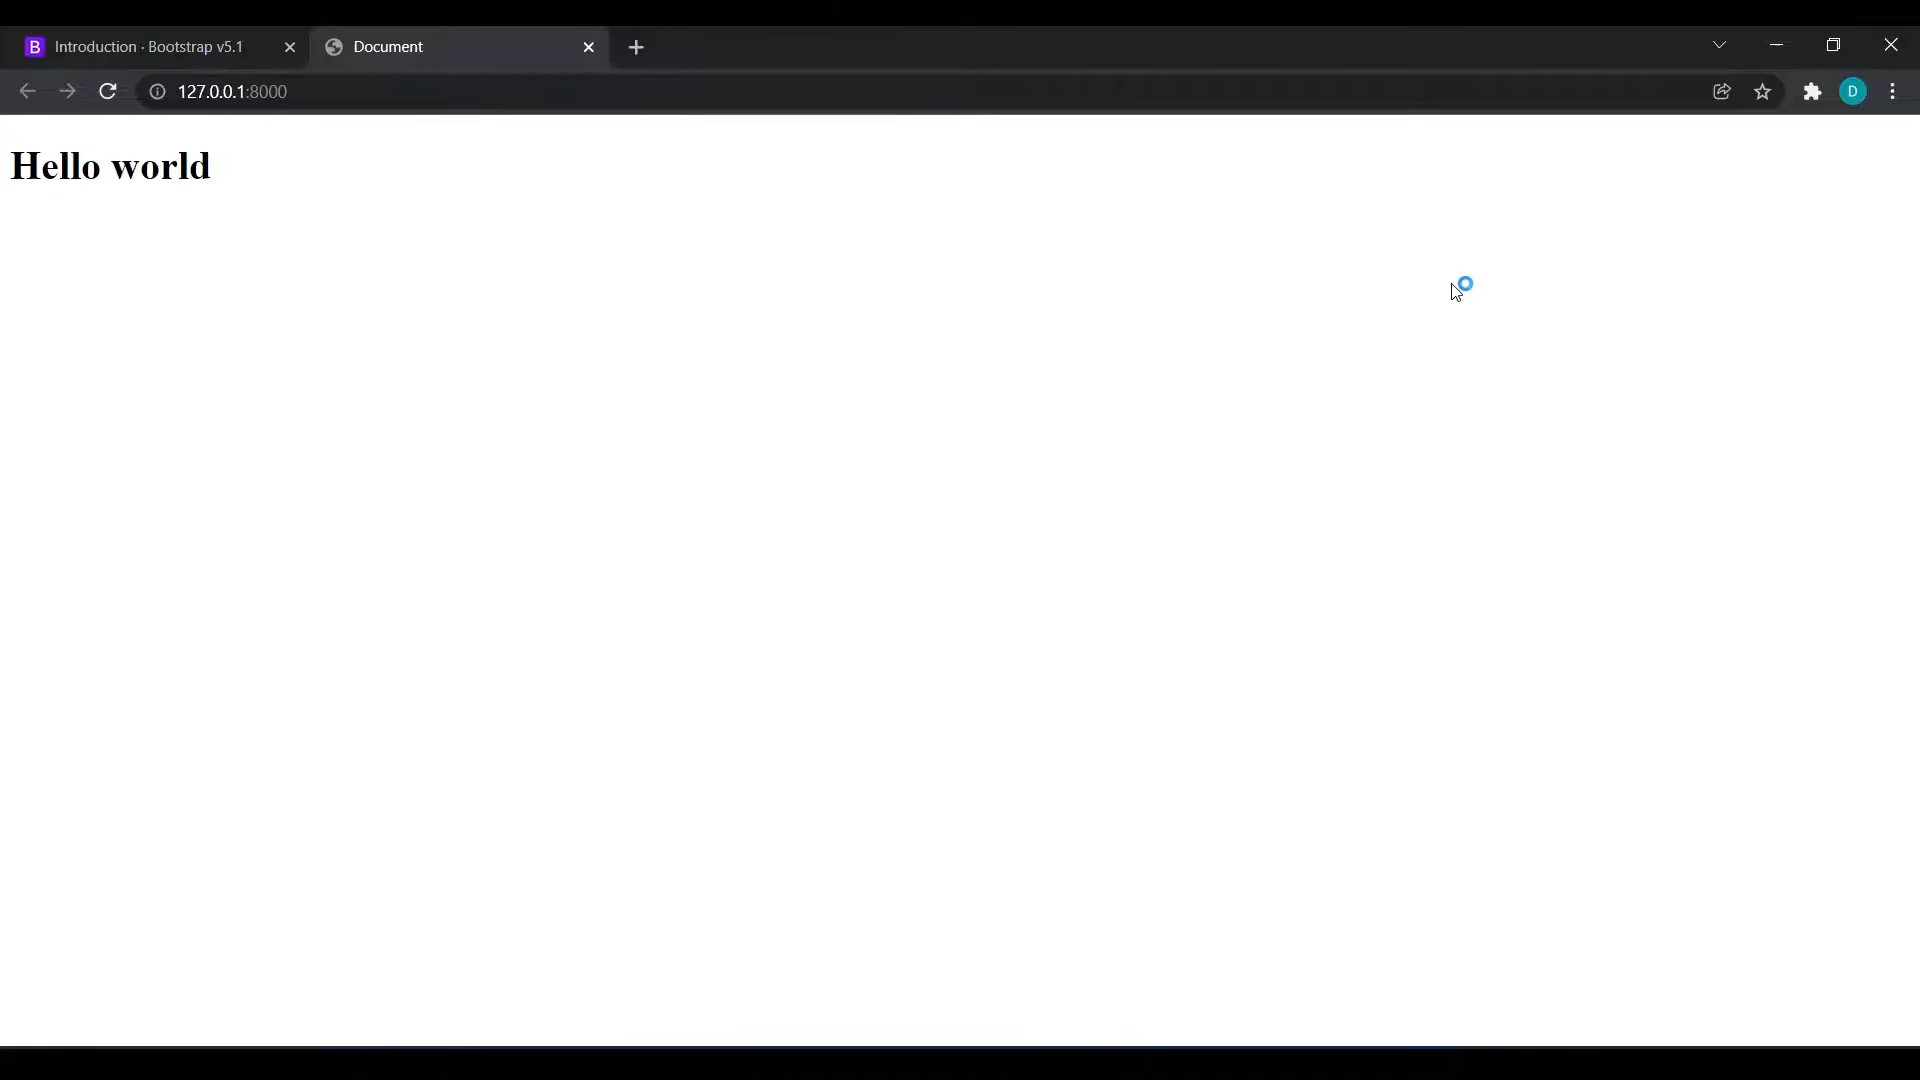 B Introduction · Bootstrap v5.1
Document
127.0.0.1:8000
D
Hello world